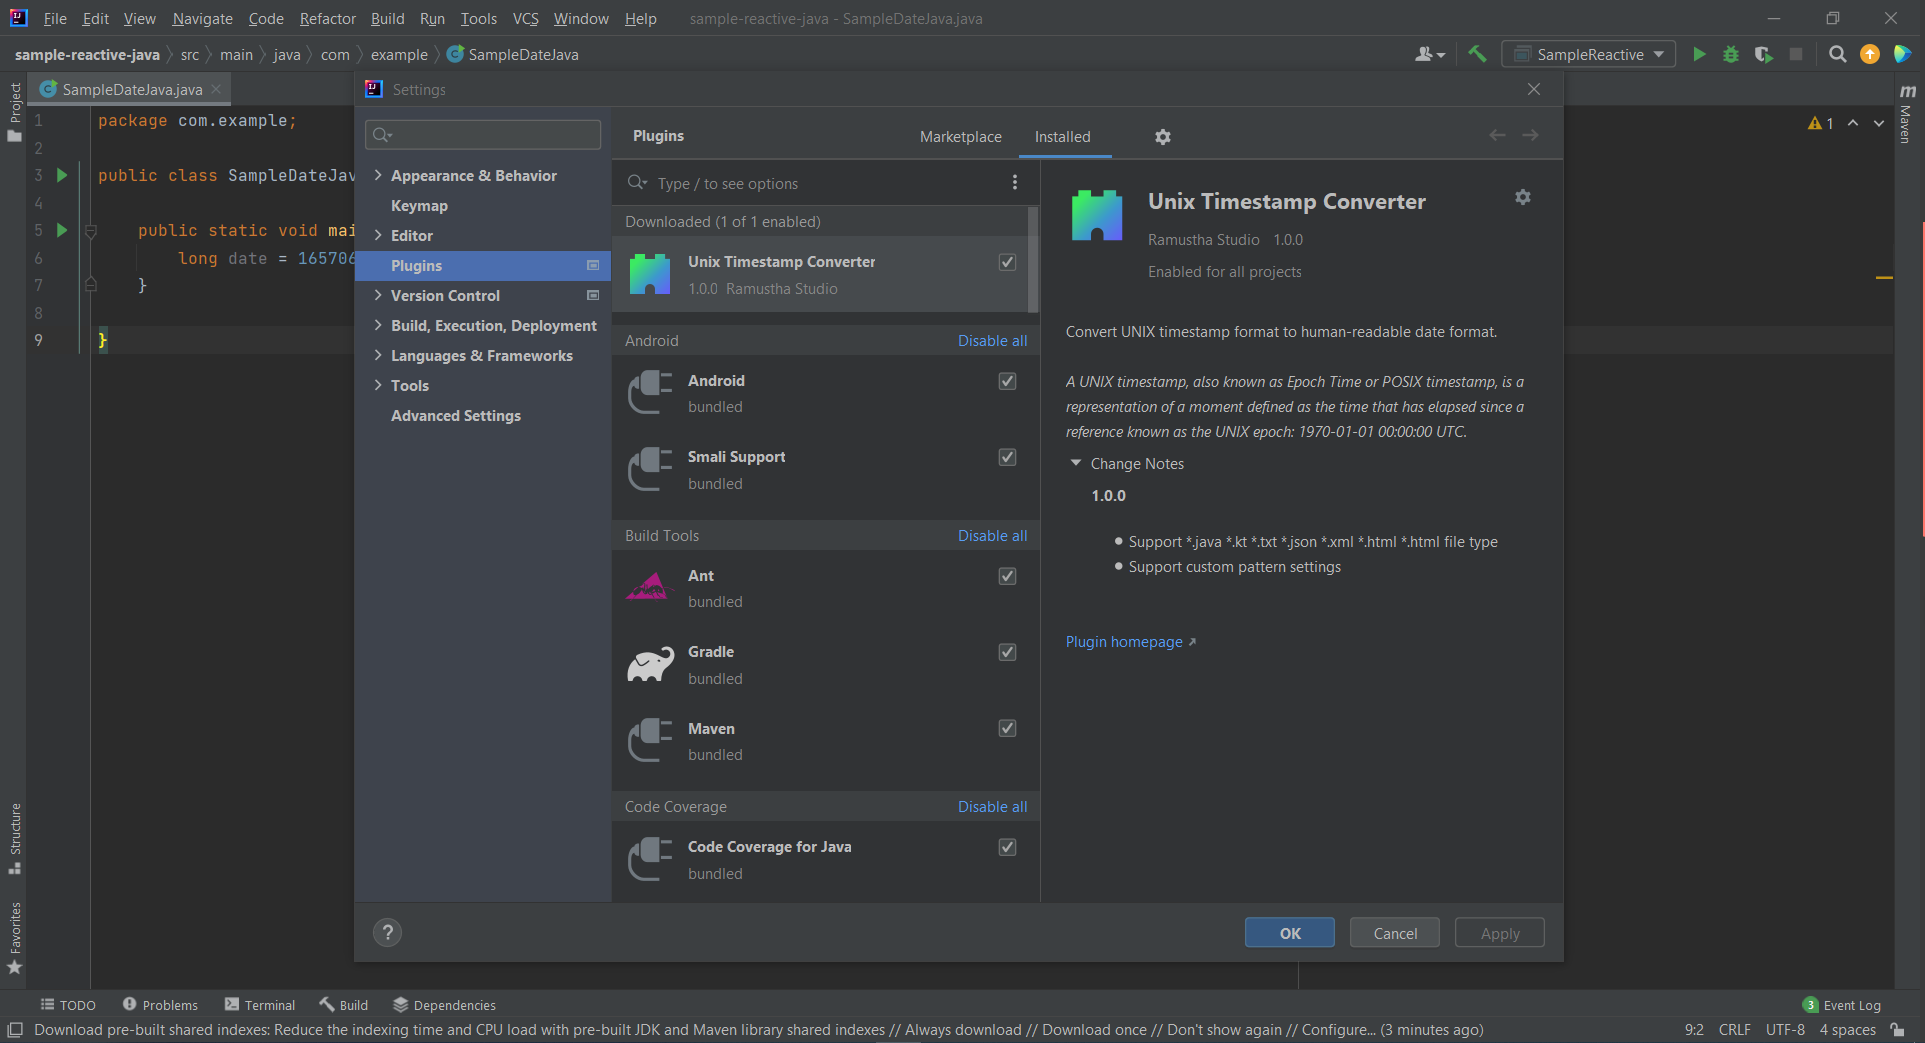 File Edit View Navigate Code Refactor Build Run Tools VCS Window Help sample-reactive-java - SampleDateJava.java
sample-reactive-java src main java com example SampleDateJava SampleReactive
SampleDateJava.java
Project
Structure
Favorites
Maven
1 package com.example;
2
3 public class SampleDateJav
4
5 public static void mai
6 long date = 165706
7 }
8
9 }
1
Settings
Appearance & Behavior
Keymap
Editor
Plugins
Version Control
Build, Execution, Deployment
Languages & Frameworks
Tools
Advanced Settings
Plugins Marketplace Installed
Type / to see options
Downloaded (1 of 1 enabled)
Unix Timestamp Converter
1.0.0 Ramustha Studio
Android Disable all
Android
bundled
Smali Support
bundled
Build Tools Disable all
Ant
bundled
Gradle
bundled
Maven
bundled
Code Coverage Disable all
Code Coverage for Java
bundled
Unix Timestamp Converter
Ramustha Studio 1.0.0
Enabled for all projects
Convert UNIX timestamp format to human-readable date format.
A UNIX timestamp, also known as Epoch Time or POSIX timestamp, is a
representation of a moment defined as the time that has elapsed since a
reference known as the UNIX epoch: 1970-01-01 00:00:00 UTC.
Change Notes
1.0.0
Support *.java *.kt *.txt *.json *.xml *.html *.html file type
Support custom pattern settings
Plugin homepage
?
OK Cancel Apply
TODO Problems Terminal Build Dependencies 3 Event Log
Download pre-built shared indexes: Reduce the indexing time and CPU load with pre-built JDK and Maven library shared indexes // Always download // Download once // Don't show again // Configure... (3 minutes ago) 9:2 CRLF UTF-8 4 spaces